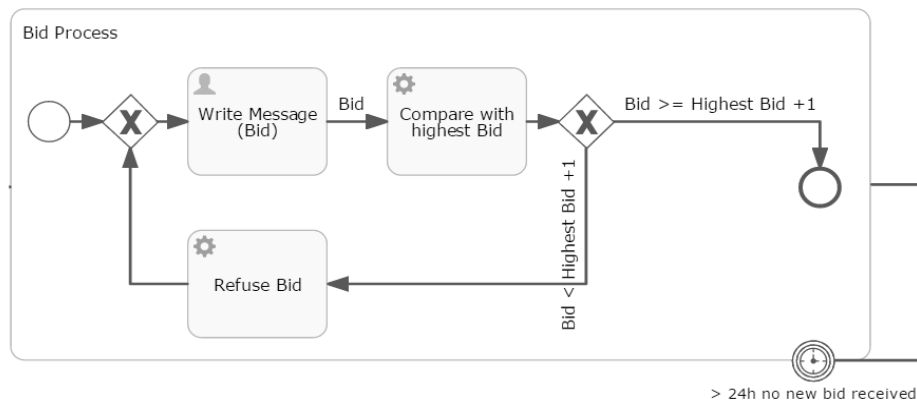 Bid Process
Write Message
(Bid)
Bid
Compare with
highest Bid
Bid >= Highest Bid +1
Bid < Highest Bid +1
Refuse Bid
> 24h no new bid received